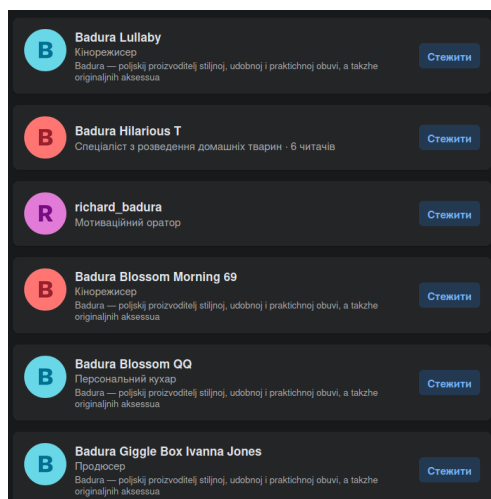 B
Badura Lullaby
Кінорежисер
Badura — poljskij proizvoditelj stiljnoj, udobnoj i praktichnoj obuvi, a takzhe
originaljnih aksessua
Стежити
B
Badura Hilarious T
Спеціаліст з розведення домашніх тварин · 6 читачів
Стежити
R
richard_badura
Мотиваційний оратор
Стежити
B
Badura Blossom Morning 69
Кінорежисер
Badura — poljskij proizvoditelj stiljnoj, udobnoj i praktichnoj obuvi, a takzhe
originaljnih aksessua
Стежити
B
Badura Blossom QQ
Персональний кухар
Badura — poljskij proizvoditelj stiljnoj, udobnoj i praktichnoj obuvi, a takzhe
originaljnih aksessua
Стежити
B
Badura Giggle Box Ivanna Jones
Продюсер
Badura — poljskij proizvoditelj stiljnoj, udobnoj i praktichnoj obuvi, a takzhe
originaljnih aksessua
Стежити